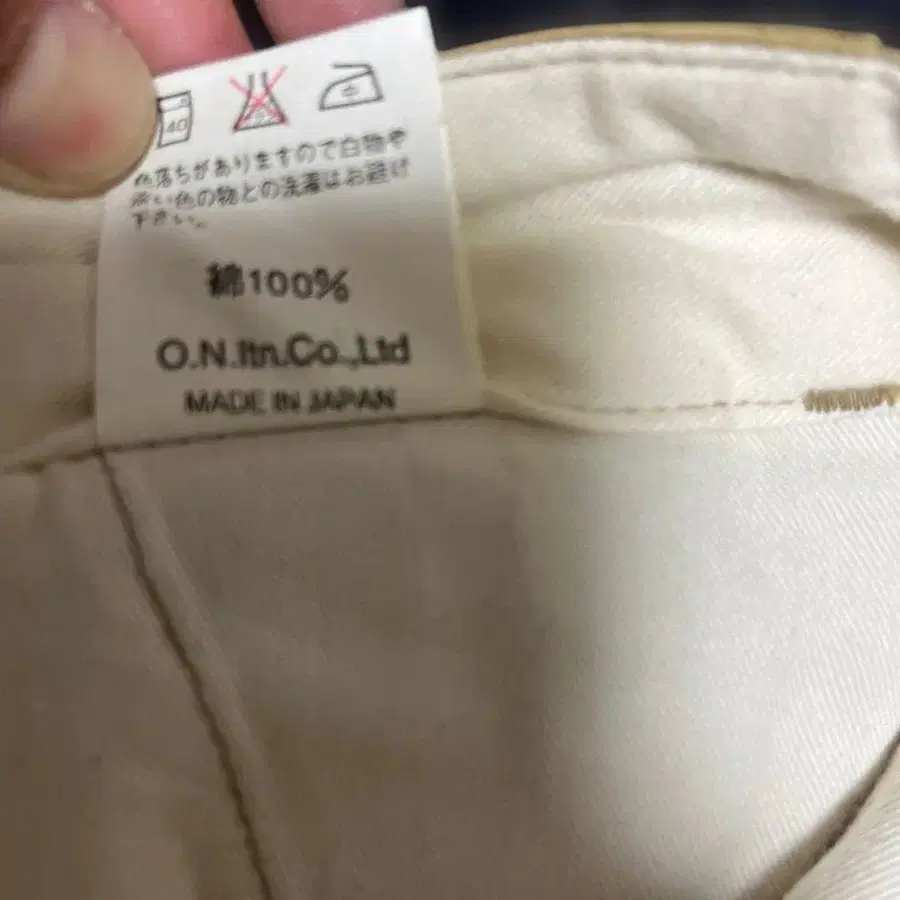 40
色落ちがありますので白物や
淡い色の物との洗濯はお避け
下さい。
綿100%
O.N.Itn.Co.,Ltd
MADE IN JAPAN